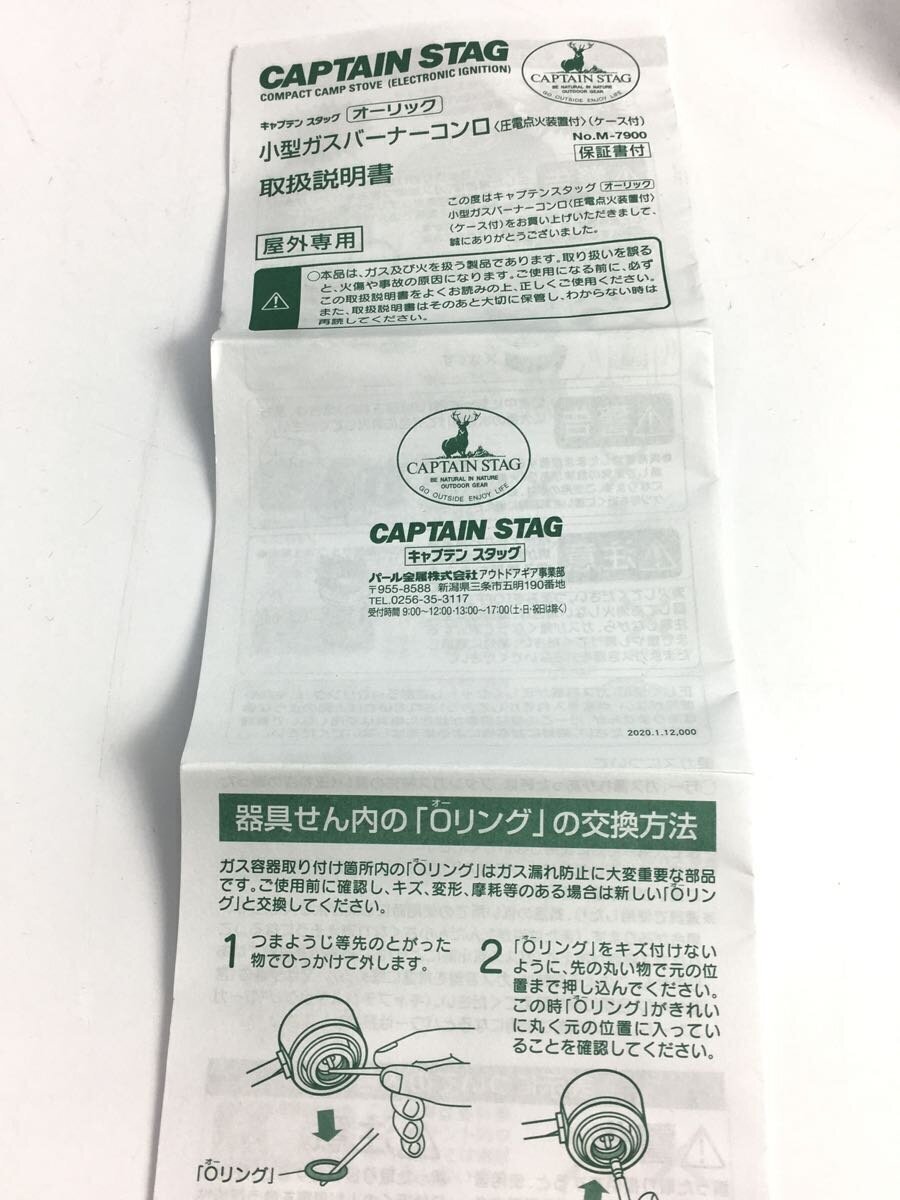 CAPTAIN STAG
COMPACT CAMP STOVE (ELECTRONIC IGNITION)
CAPTAIN STAG
BE NATURAL IN NATURE
OUTDOOR GEAR
GO OUTSIDE ENJOY LIFE
キャプテン スタッグ オーリック
小型ガスバーナーコンロ〈圧電点火装置付〉(ケース付)
No.M-7900
取扱説明書
保証書付
この度はキャプテンスタッグ オーリック
小型ガスバーナーコンロ〈圧電点火装置付〉
(ケース付)をお買い上げいただきまして、
誠にありがとうございました。
屋外専用
○本品は、ガス及び火を扱う製品であります。取り扱いを誤る
と、火傷や事故の原因になります。ご使用になる前に、必ず
この取扱説明書をよくお読みの上、正しくご使用ください。
また、取扱説明書はそのあと大切に保管し、わからない時は
再読してください。
CAPTAIN STAG
BE NATURAL IN NATURE
OUTDOOR GEAR
GO OUTSIDE ENJOY LIFE
CAPTAIN STAG
キャプテン スタッグ
パール金属株式会社 アウトドアギア事業部
〒955-8588 新潟県三条市五明190番地
TEL.0256-35-3117
受付時間 9:00〜12:00・13:00〜17:00(土・日・祝日は除く)
2020.1.12,000
器具せん内の「Oリング」の交換方法
ガス容器取り付け箇所内の「Oリング」はガス漏れ防止に大変重要な部品
です。ご使用前に確認し、キズ、変形、摩耗等のある場合は新しい「Oリン
グ」と交換してください。
1 つまようじ等先のとがった
物でひっかけて外します。
2 「Oリング」をキズ付けない
ように、先の丸い物で元の位
置まで押し込んでください。
この時「Oリング」がきれい
に丸く元の位置に入ってい
ることを確認してください。
「Oリング」